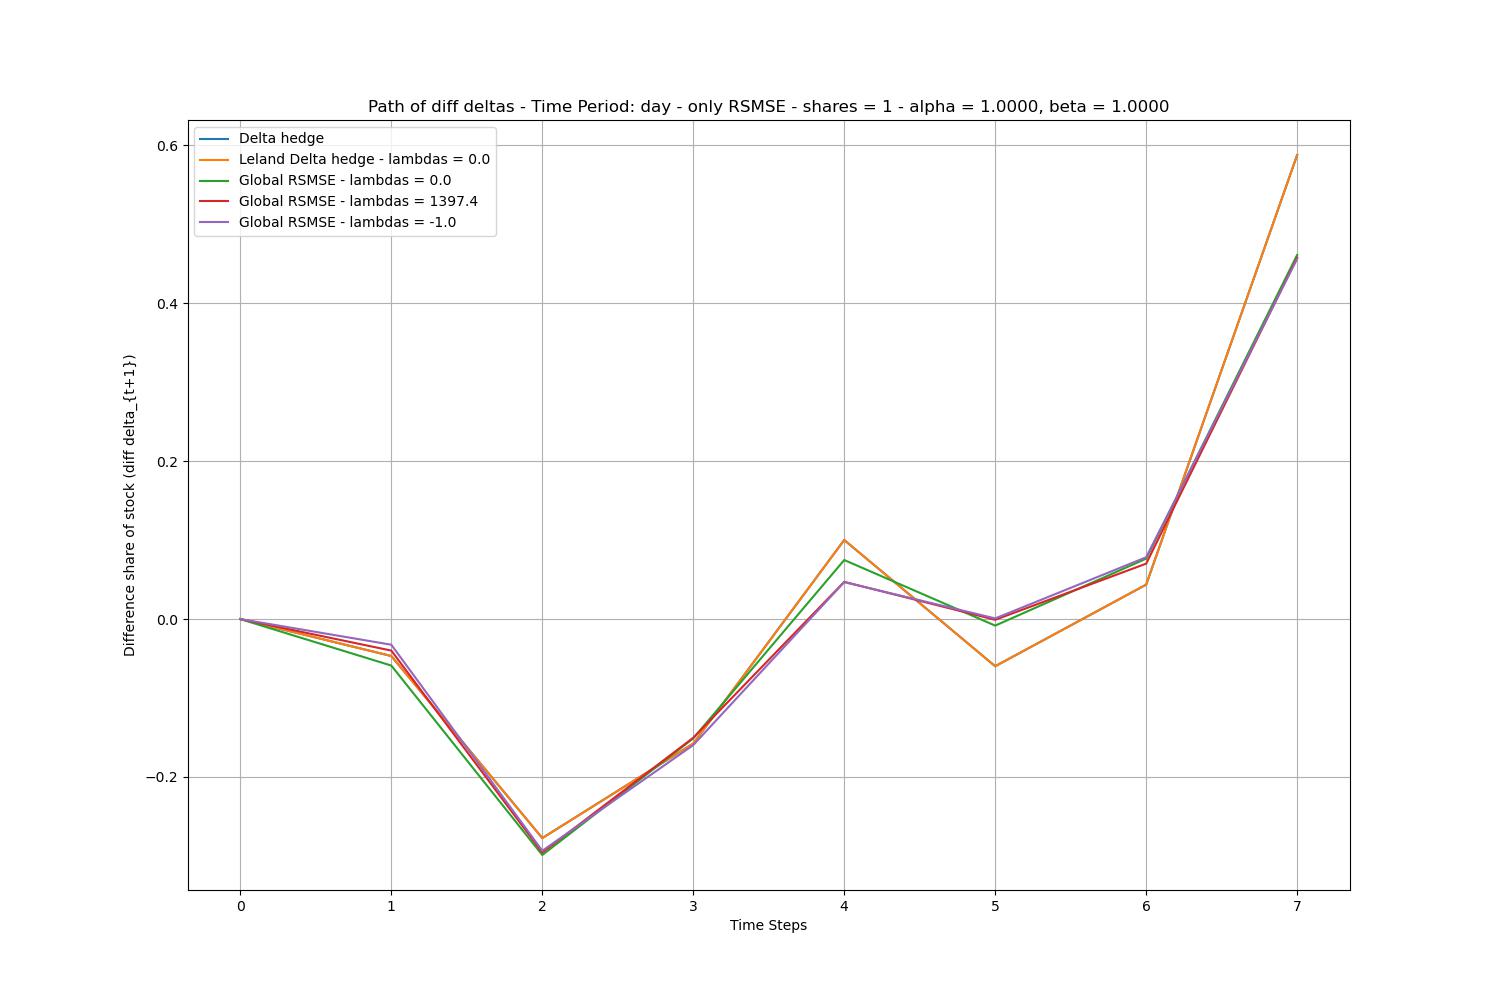 Path of diff deltas - Time Period: day - only RSMSE - shares = 1 - alpha = 1.0000, beta = 1.0000
Delta hedge
Leland Delta hedge - lambdas = 0.0
Global RSMSE - lambdas = 0.0
Global RSMSE - lambdas = 1397.4
Global RSMSE - lambdas = -1.0
0.6
0.4
0.2
0.0
−0.2
Difference share of stock (diff delta_{t+1})
0 1 2 3 4 5 6 7
Time Steps